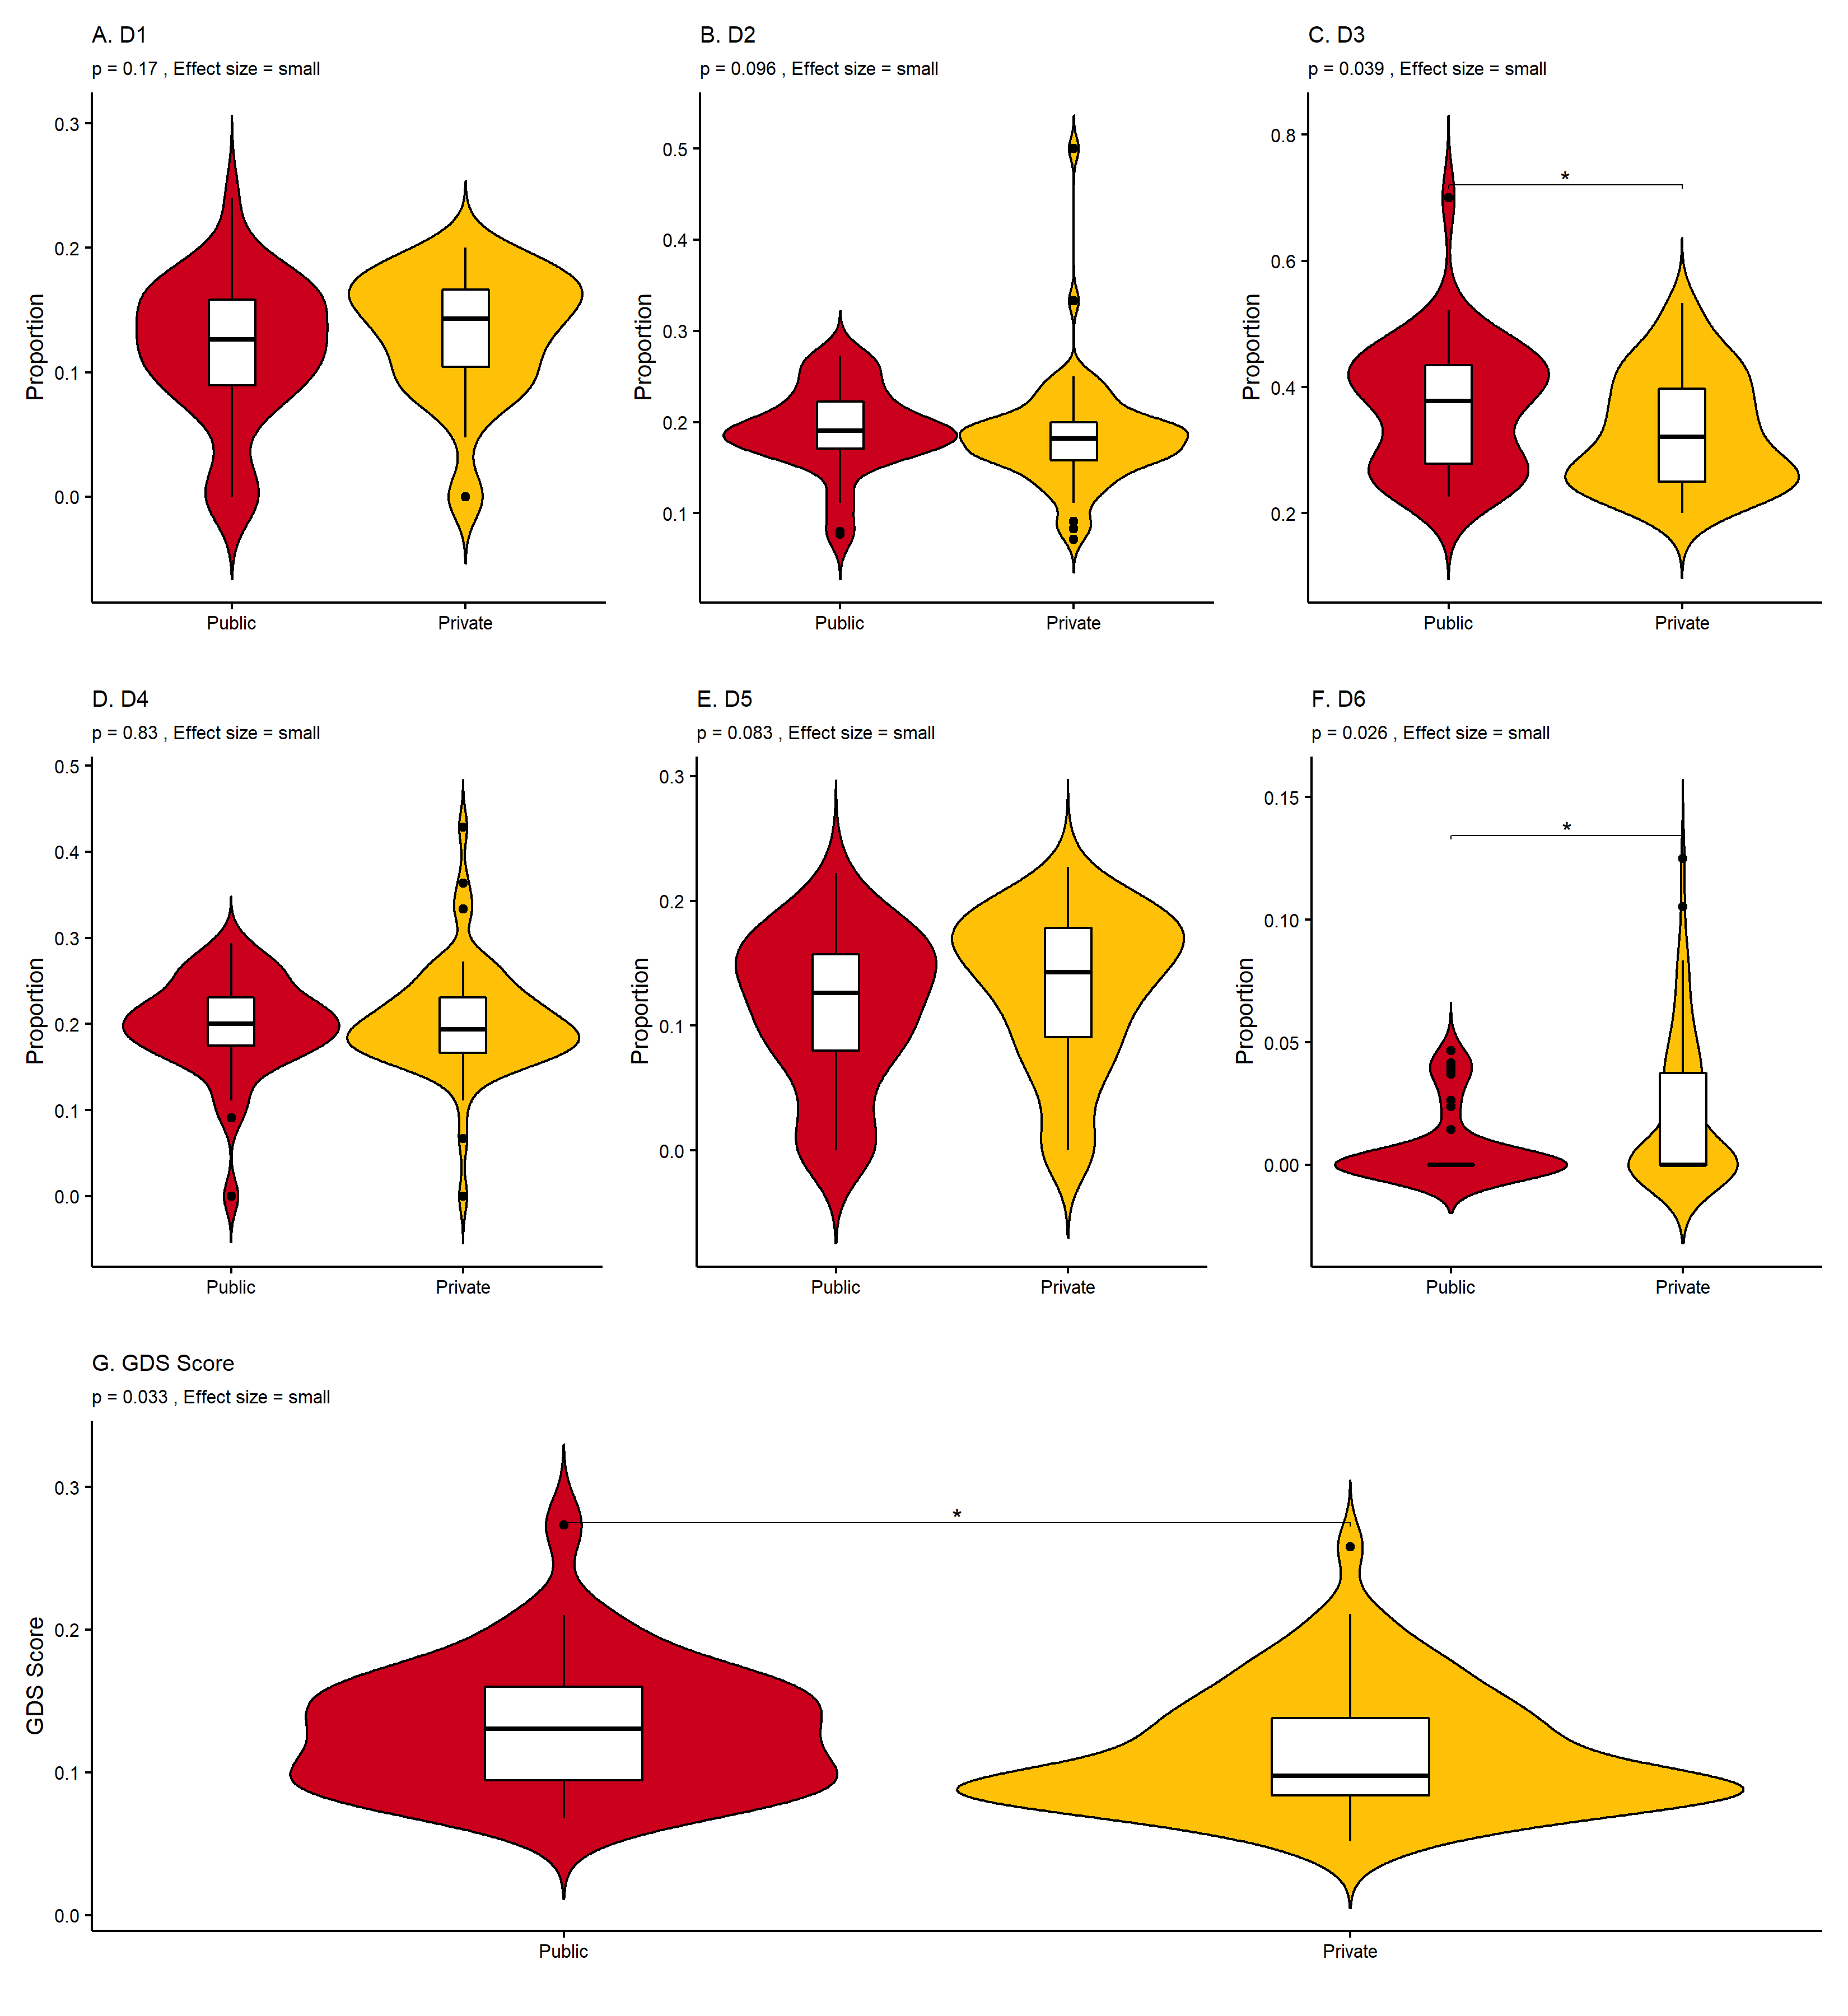 A. D1
p = 0.17 , Effect size = small
0.3
0.2
0.1
0.0
Proportion
Public
Private
B. D2
p = 0.096 , Effect size = small
0.5
0.4
0.3
0.2
0.1
Proportion
Public
Private
C. D3
p = 0.039 , Effect size = small
*
0.8
0.6
0.4
0.2
Proportion
Public
Private
D. D4
p = 0.83 , Effect size = small
0.5
0.4
0.3
0.2
0.1
0.0
Proportion
Public
Private
E. D5
p = 0.083 , Effect size = small
0.3
0.2
0.1
0.0
Proportion
Public
Private
F. D6
p = 0.026 , Effect size = small
*
0.15
0.10
0.05
0.00
Proportion
Public
Private
G. GDS Score
p = 0.033 , Effect size = small
*
0.3
0.2
0.1
0.0
GDS Score
Public
Private